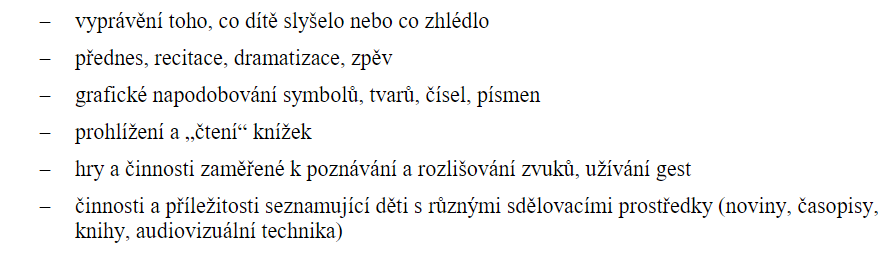 – vyprávění toho, co dítě slyšelo nebo co zhlédlo
– přednes, recitace, dramatizace, zpěv
– grafické napodobování symbolů, tvarů, čísel, písmen
– prohlížení a „čtení“ knížek
– hry a činnosti zaměřené k poznávání a rozlišování zvuků, užívání gest
– činnosti a příležitosti seznamující děti s různými sdělovacími prostředky (noviny, časopisy,
knihy, audiovizuální technika)